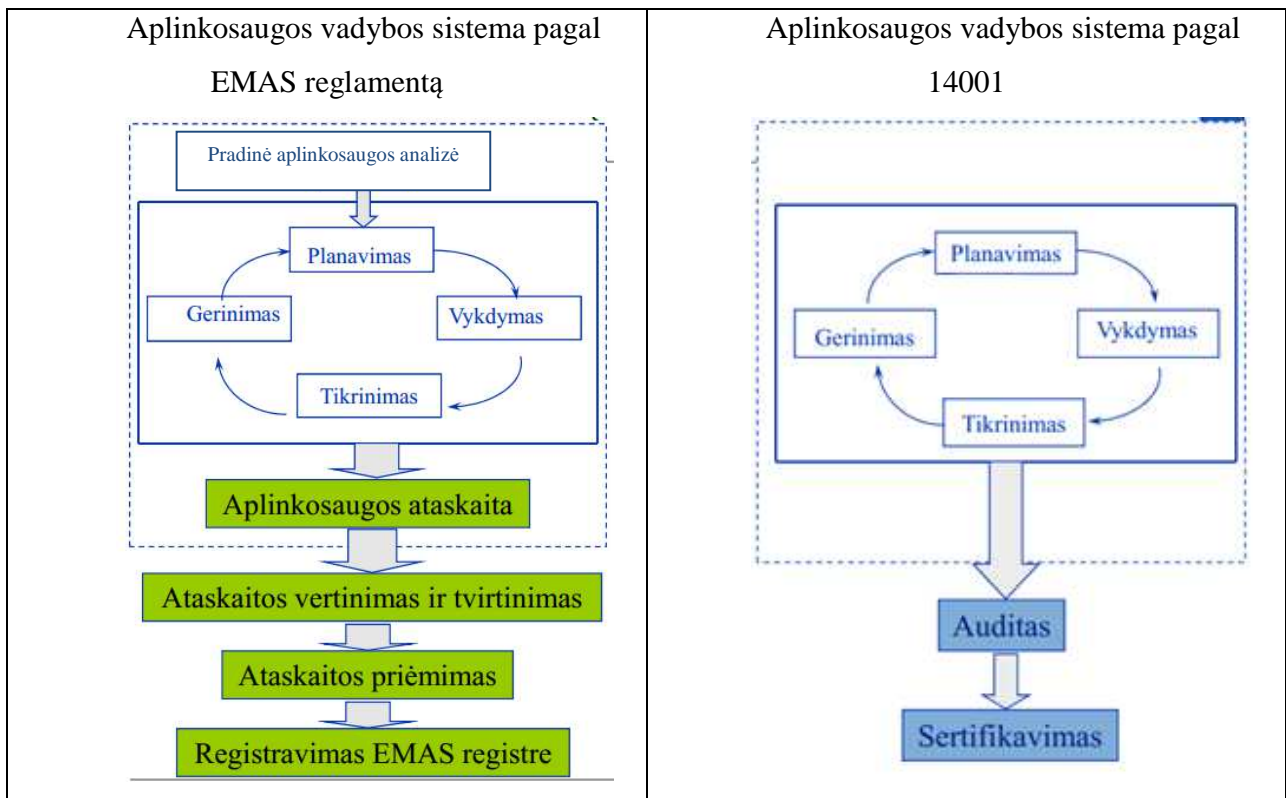 Aplinkosaugos vadybos sistema pagal
EMAS reglamentą
Pradinė aplinkosaugos analizė
Planavimas
Gerinimas
Vykdymas
Tikrinimas
Aplinkosaugos ataskaita
Ataskaitos vertinimas ir tvirtinimas
Ataskaitos priėmimas
Registravimas EMAS registre
Aplinkosaugos vadybos sistema pagal
14001
Planavimas
Gerinimas
Vykdymas
Tikrinimas
Auditas
Sertifikavimas